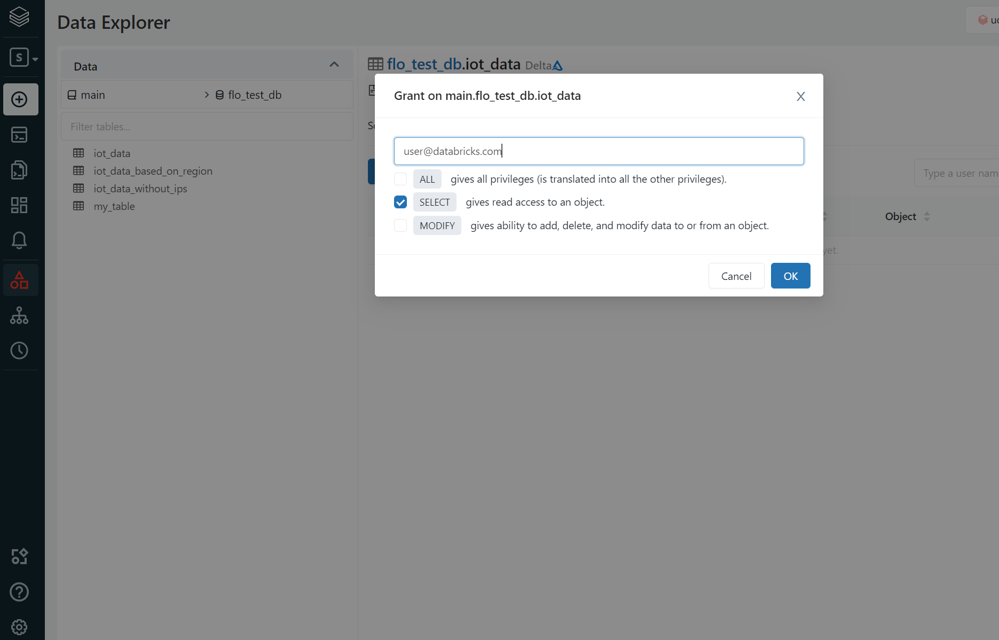 Data Explorer
S
Data
main > flo_test_db
Filter tables...
iot_data
iot_data_based_on_region
iot_data_without_ips
my_table
flo_test_db.iot_data Delta
Grant on main.flo_test_db.iot_data
X
user@databricks.com
ALL gives all privileges (is translated into all the other privileges).
SELECT gives read access to an object.
MODIFY gives ability to add, delete, and modify data to or from an object.
Cancel OK
Type a user nam
Object
yet.